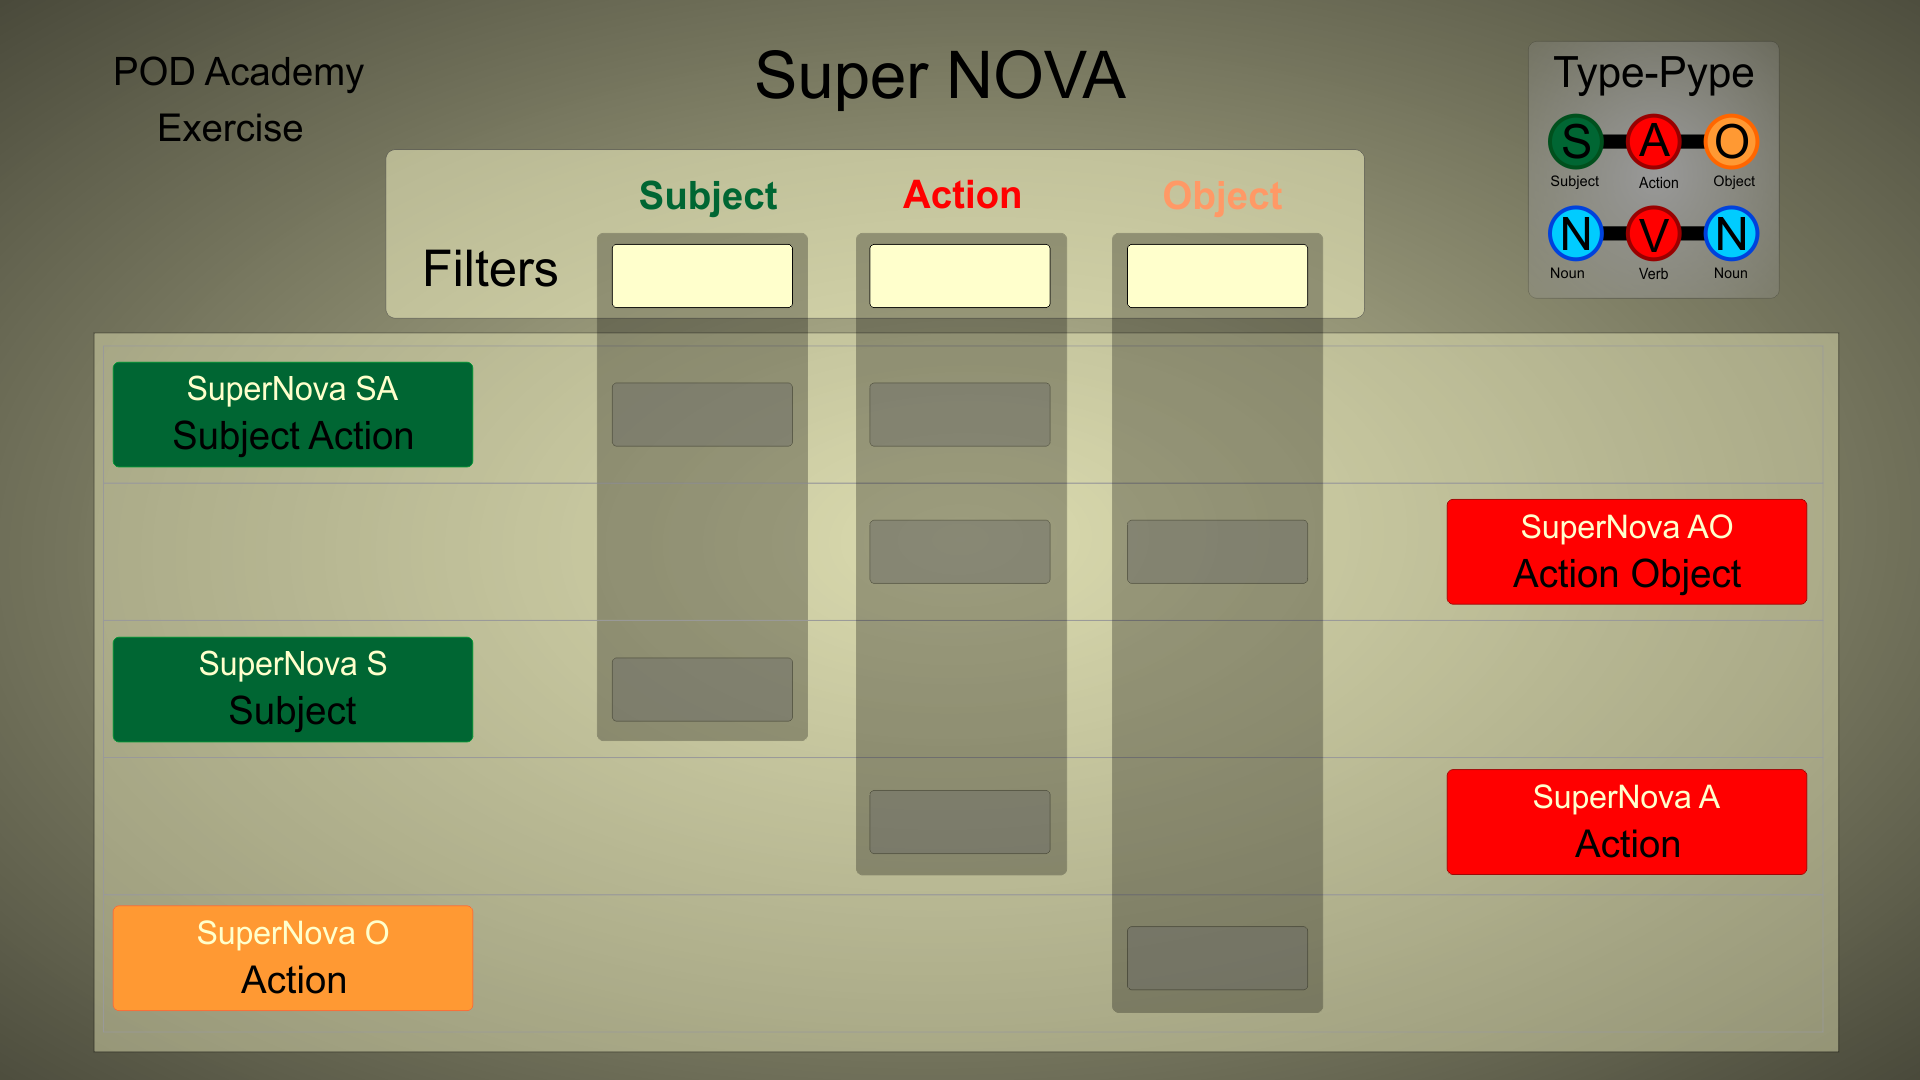 POD Academy
Exercise
Super NOVA
Type-Pype
S A O
Subject Action Object
N V N
Noun Verb Noun
Subject Action Object
Filters
SuperNova SA
Subject Action
SuperNova AO
Action Object
SuperNova S
Subject
SuperNova A
Action
SuperNova O
Action